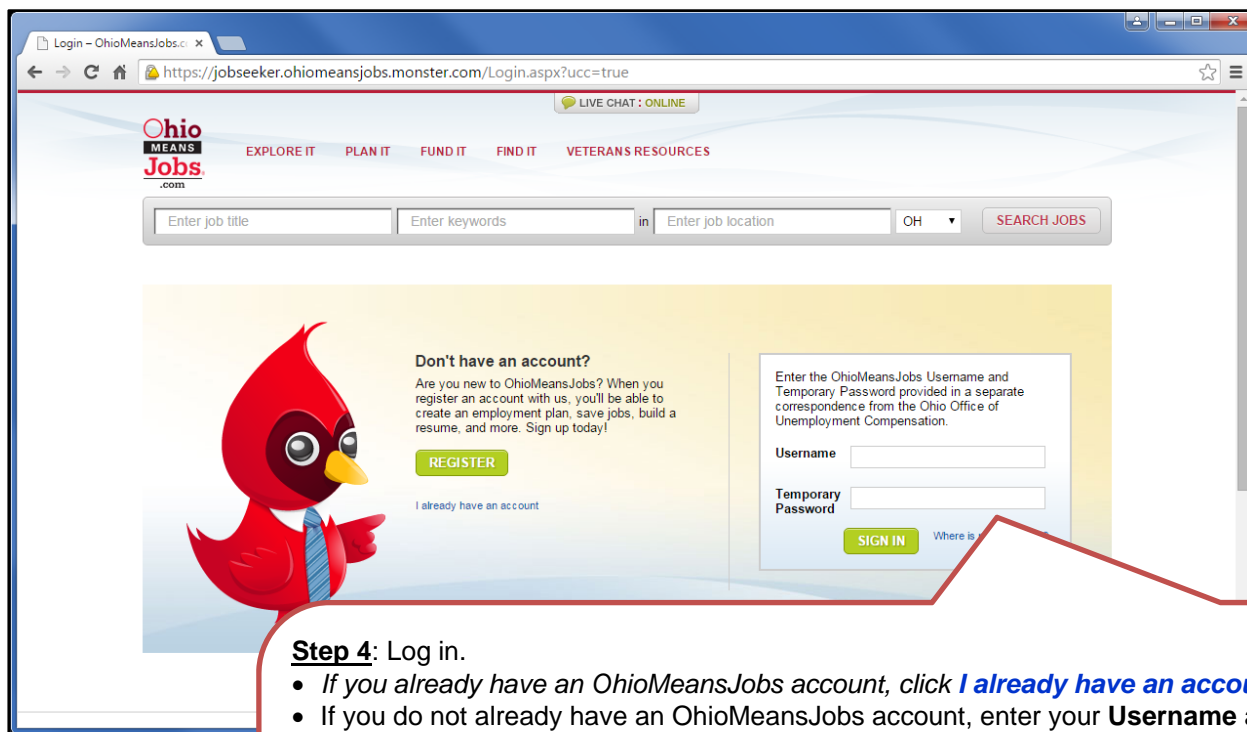 Login – OhioMeansJobs.c
https://jobseeker.ohiomeansjobs.monster.com/Login.aspx?ucc=true
LIVE CHAT : ONLINE
Ohio
MEANS
Jobs.
.com
EXPLORE IT PLAN IT FUND IT FIND IT VETERANS RESOURCES
Enter job title Enter keywords in Enter job location OH SEARCH JOBS
Don't have an account?
Are you new to OhioMeansJobs? When you
register an account with us, you'll be able to
create an employment plan, save jobs, build a
resume, and more. Sign up today!
REGISTER
I already have an account
Enter the OhioMeansJobs Username and
Temporary Password provided in a separate
correspondence from the Ohio Office of
Unemployment Compensation.
Username
Temporary
Password
SIGN IN Where is
Step 4: Log in.
• If you already have an OhioMeansJobs account, click I already have an accou
• If you do not already have an OhioMeansJobs account, enter your Username